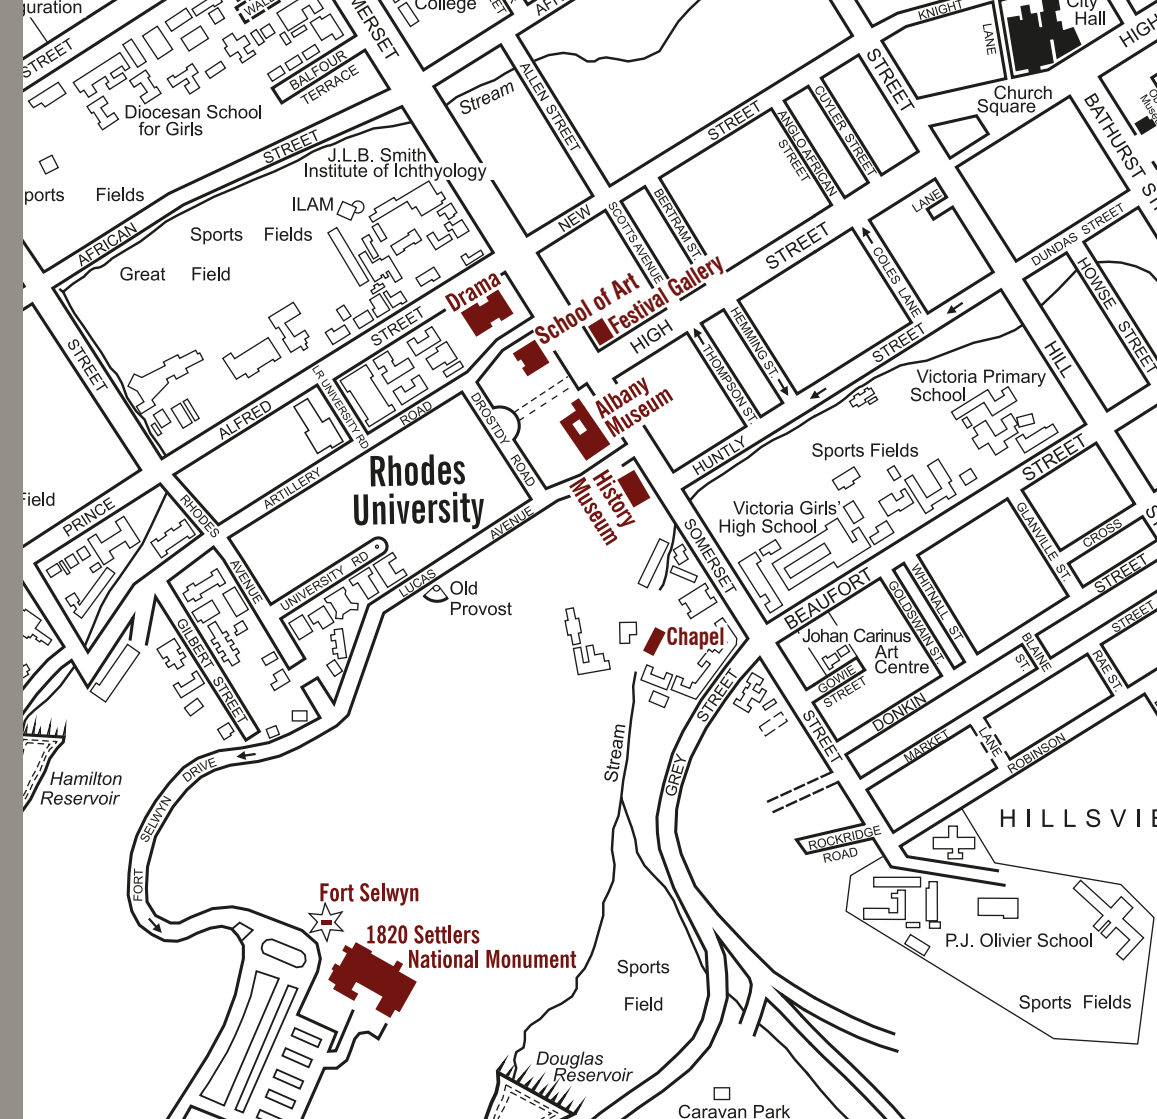 WALL
City
Hall
College
KNIGHT
LANE
HIGH
STREET
SOMERSET
BALFOUR
TERRACE
Stream
ALLEN STREET
STREET
Church
Square
BATHURST
Diocesan School
for Girls
STREET
STREET
ANGLO AFRICAN
STREET
CUYLER STREET
J.L.B. Smith
Institute of Ichthyology
Fields
ILAM
NEW
SCOTTS AVENUE
BERTRAM ST.
LANE
DUNDAS STREET
AFRICAN
Sports Fields
STREET
COLES LANE
HOWSE STREET
Great Field
Drama
School of Art
Festival Gallery
STREET
STREET
HIGH
THOMPSON ST.
HEMMING ST.
STREET
HILL
ALFRED
LR UNIVERSITY RD
ROAD
DROSTDY ROAD
Albany
Museum
Victoria Primary
School
HUNTLY
Sports Fields
STREET
ARTILLERY
Rhodes
University
History
Museum
PRINCE
RHODES
AVENUE
AVENUE
Victoria Girls'
High School
SOMERSET
GLANVILLE ST.
CROSS
STREET
UNIVERSITY RD
LUCAS
Old
Provost
BEAUFORT
GOLDSWAIN ST.
WHITNALL ST
GILBERT STREET
Chapel
Johan Carinus
Art
Centre
GOWIE
STREET
BLAINE
ST.
STREET
RAE ST.
STREET
STREET
DONKIN
MARKET
LANE
ROBINSON
Hamilton
Reservoir
FORT
SELWYN
DRIVE
Stream
GREY
ROCKRIDGE
ROAD
Fort Selwyn
1820 Settlers
National Monument
P.J. Olivier School
Sports
Field
Sports Fields
Douglas
Reservoir
Caravan Park